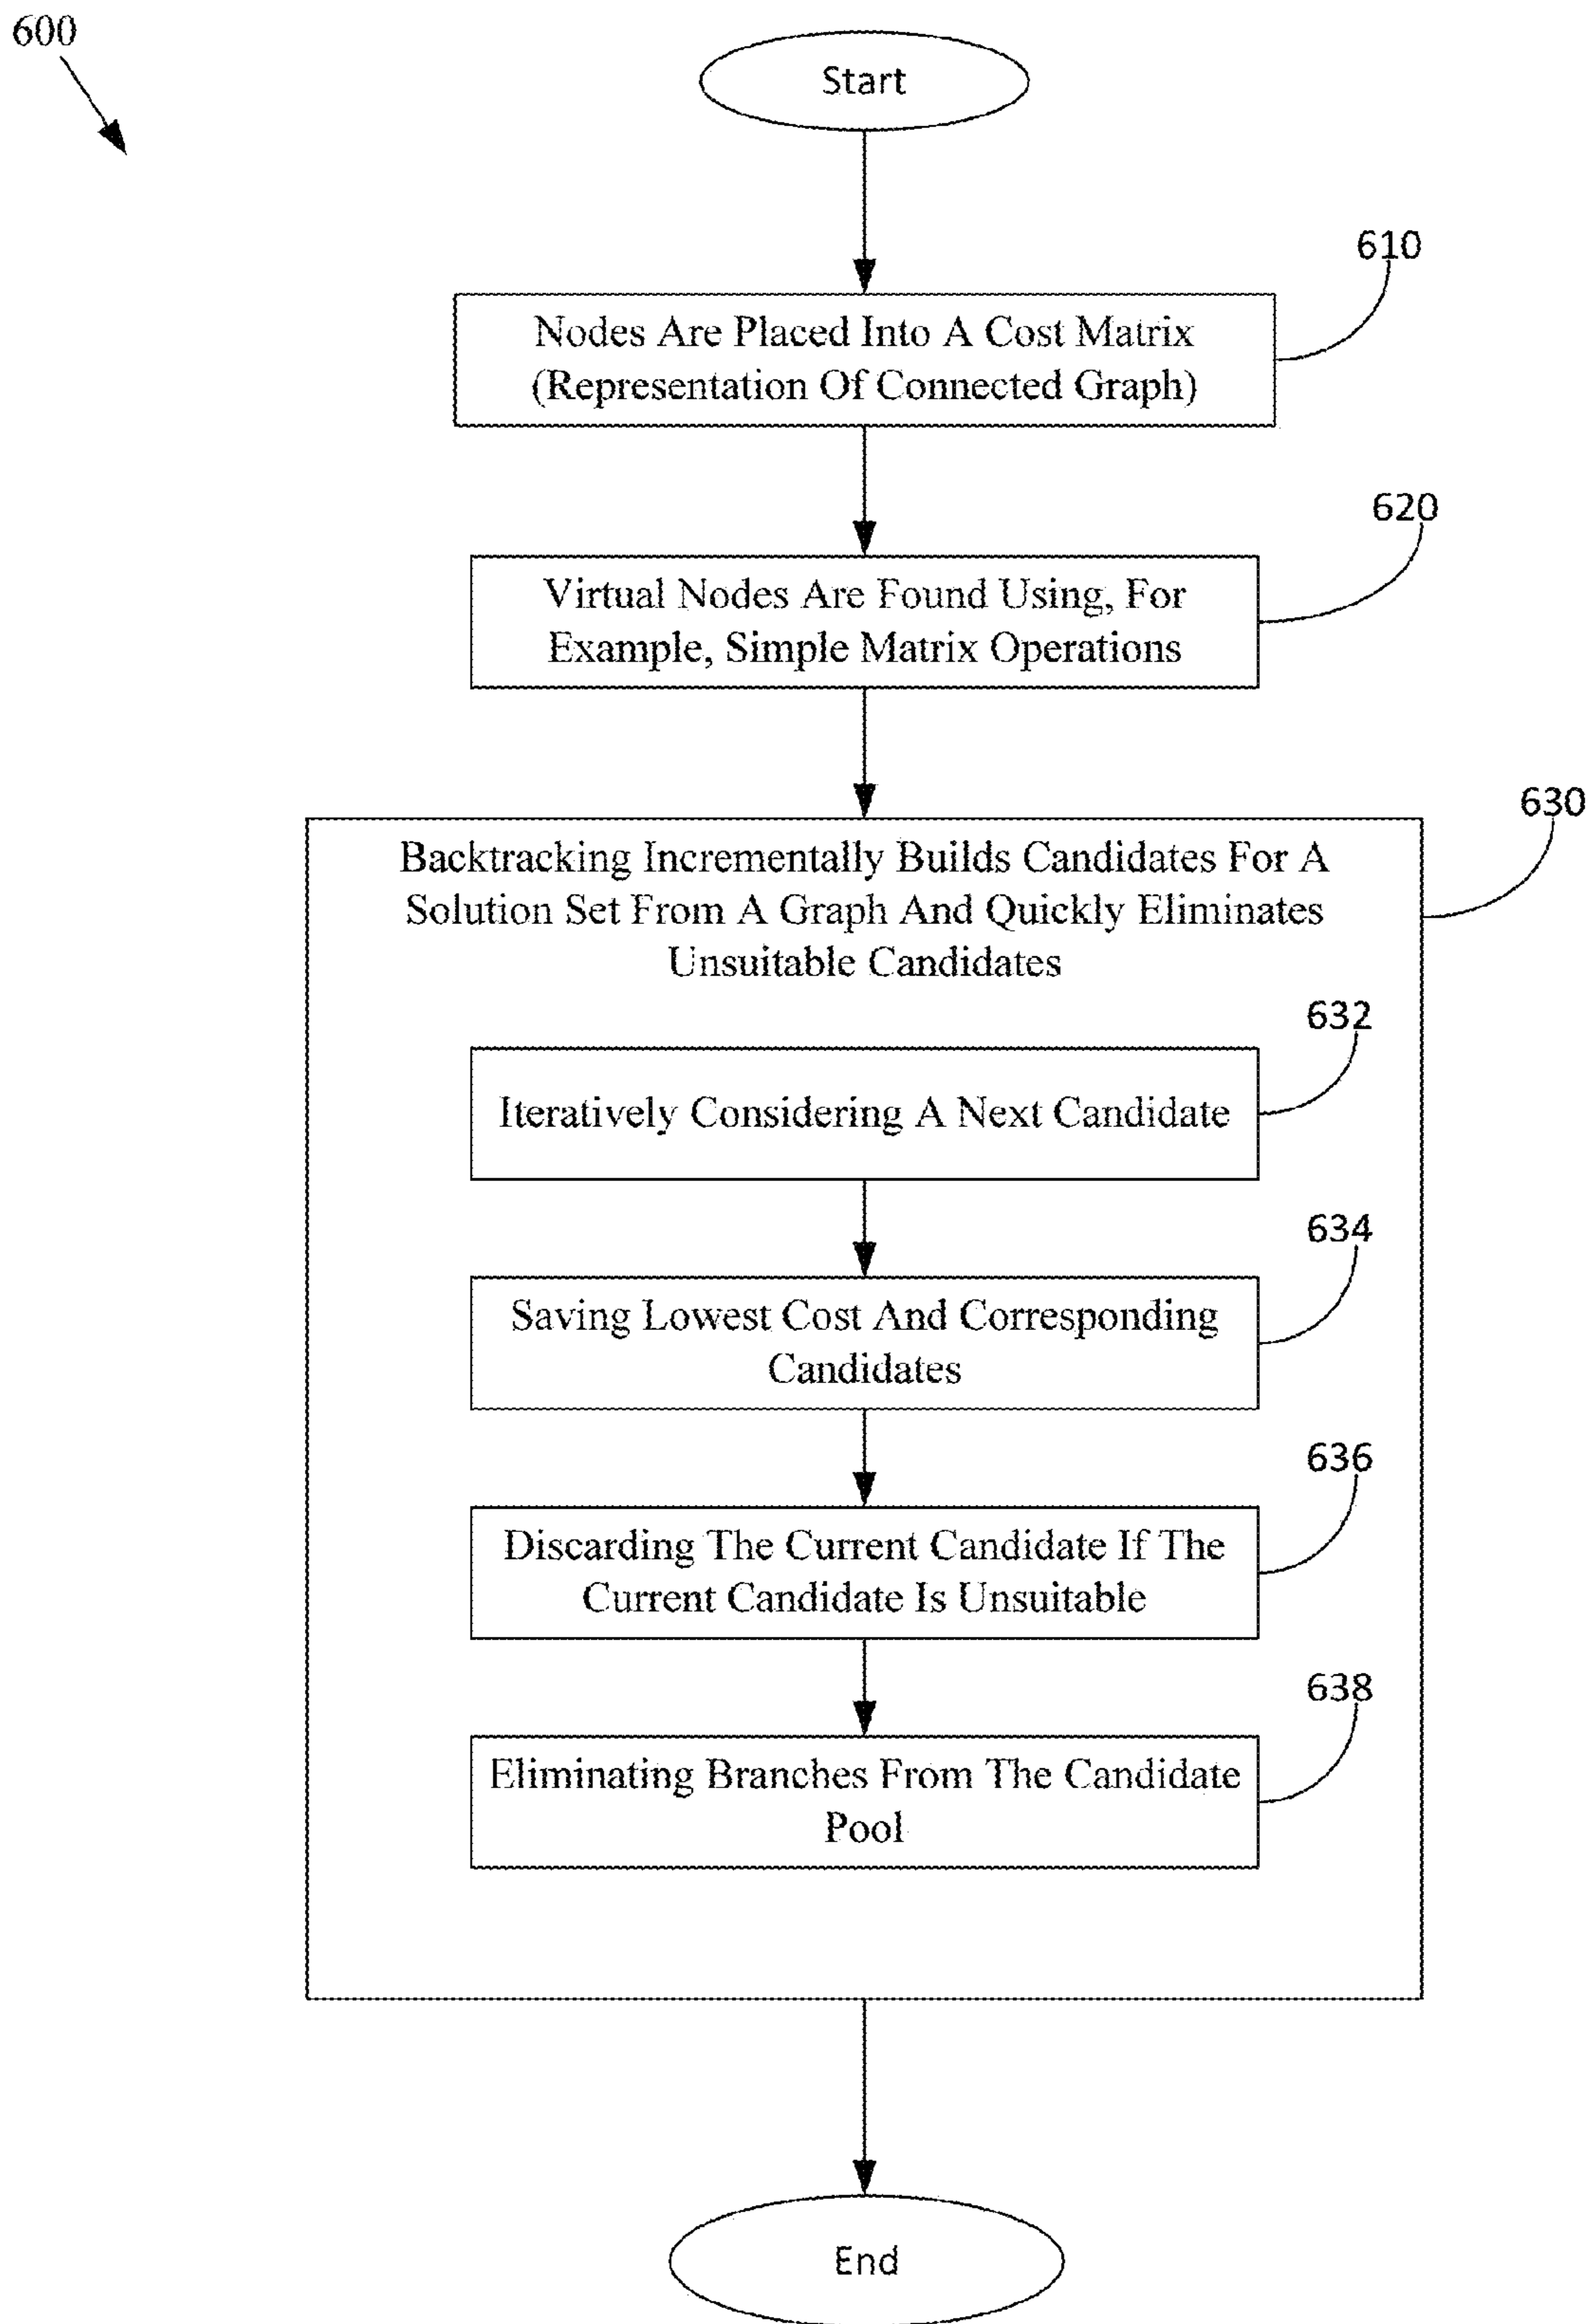 600
Start
610
Nodes Are Placed Into A Cost Matrix
(Representation Of Connected Graph)
620
Virtual Nodes Are Found Using, For
Example, Simple Matrix Operations
630
Backtracking Incrementally Builds Candidates For A
Solution Set From A Graph And Quickly Eliminates
Unsuitable Candidates
632
Iteratively Considering A Next Candidate
634
Saving Lowest Cost And Corresponding
Candidates
636
Discarding The Current Candidate If The
Current Candidate Is Unsuitable
638
Eliminating Branches From The Candidate
Pool
End